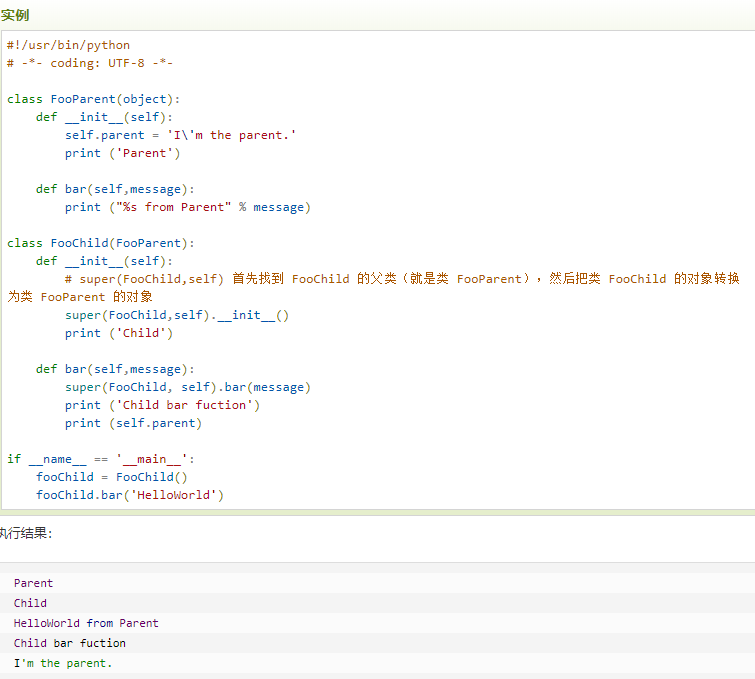 实例
#!/usr/bin/python
# -*- coding: UTF-8 -*-
class FooParent(object):
    def __init__(self):
        self.parent = 'I\'m the parent.'
        print ('Parent')
    def bar(self,message):
        print ("%s from Parent" % message)
class FooChild(FooParent):
    def __init__(self):
        # super(FooChild,self) 首先找到 FooChild 的父类（就是类 FooParent），然后把类 FooChild 的对象转换
为类 FooParent 的对象
        super(FooChild,self).__init__()
        print ('Child')
    def bar(self,message):
        super(FooChild, self).bar(message)
        print ('Child bar fuction')
        print (self.parent)
if __name__ == '__main__':
    fooChild = FooChild()
    fooChild.bar('HelloWorld')
执行结果:
Parent
Child
HelloWorld from Parent
Child bar fuction
I'm the parent.